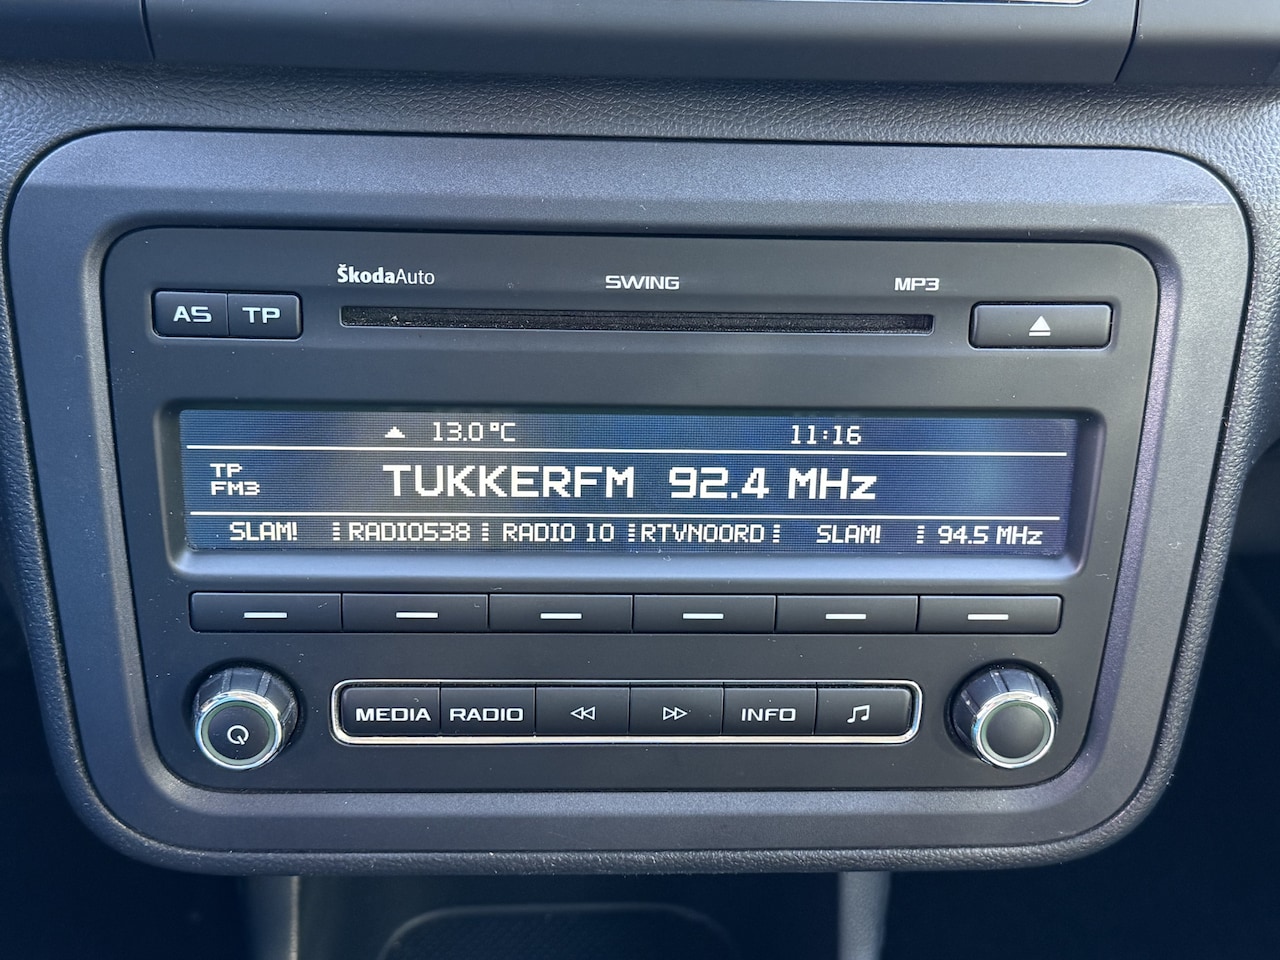 ŠkodaAuto SWING MP3
AS TP
13.0 °C 11:16
TP
FM3
TUKKERFM 92.4 MHz
SLAM! RADIO538 RADIO 10 RTVNOORD SLAM! 94.5 MHz
MEDIA RADIO INFO